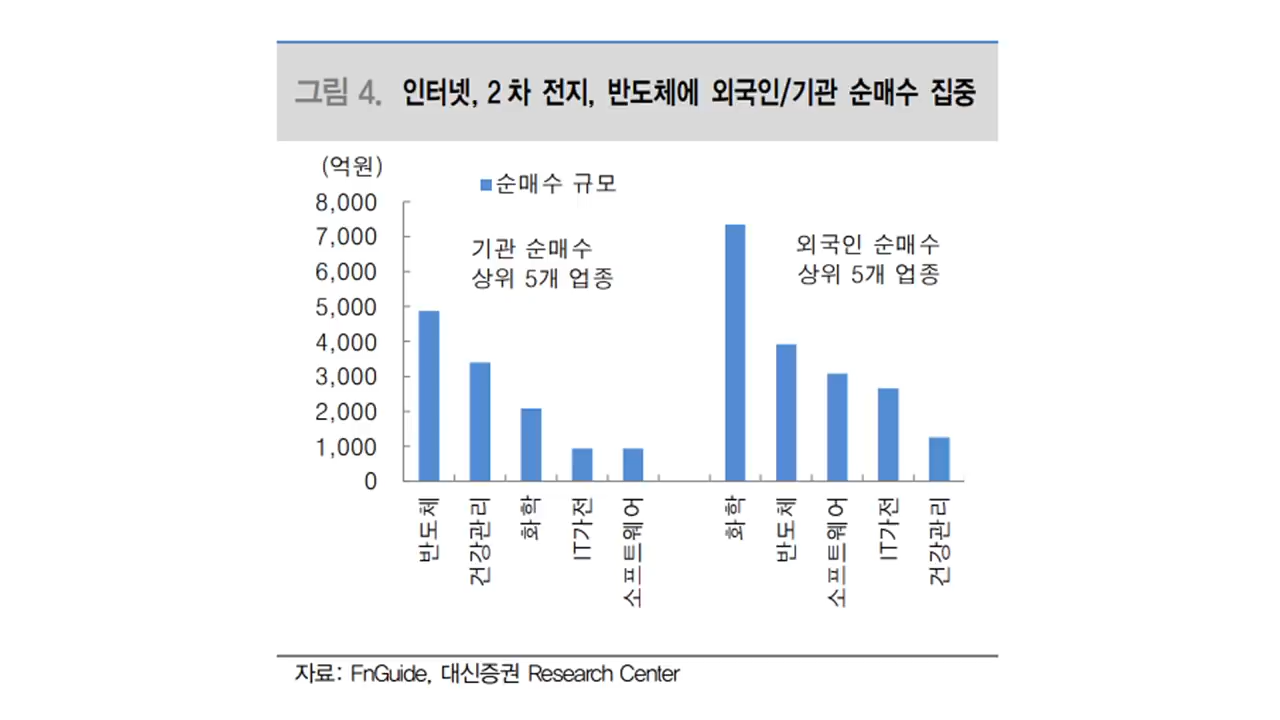 그림 4. 인터넷, 2차 전지, 반도체에 외국인/기관 순매수 집중
(억원)
순매수 규모
8,000
7,000
6,000
5,000
4,000
3,000
2,000
1,000
0
기관 순매수
상위 5개 업종
외국인 순매수
상위 5개 업종
반도체
건강관리
화학
IT가전
소프트웨어
화학
반도체
소프트웨어
IT가전
건강관리
자료: FnGuide, 대신증권 Research Center